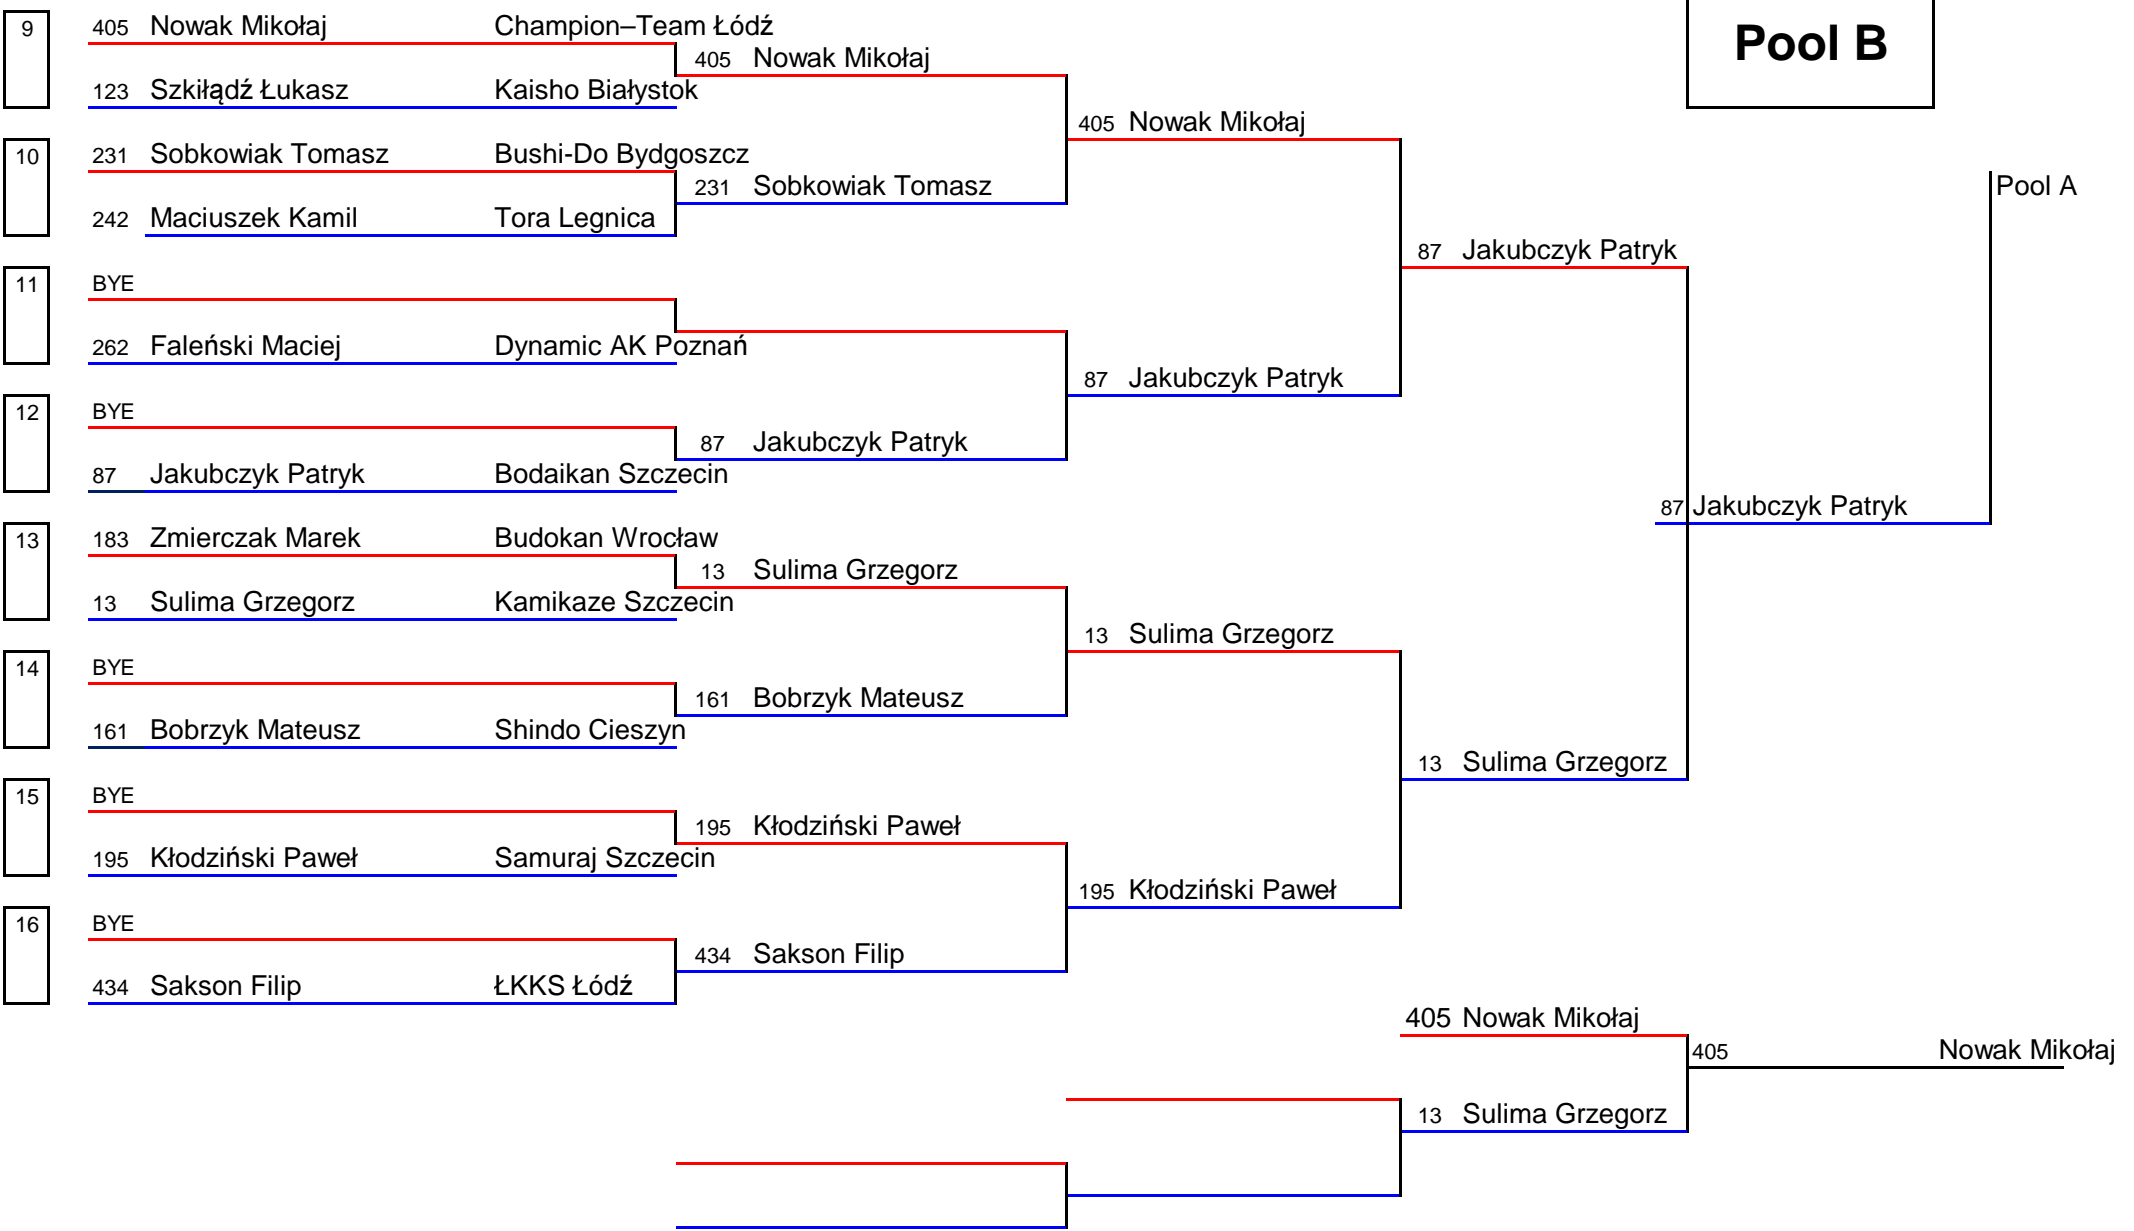 Pool B
9 405 Nowak Mikołaj Champion–Team Łódź
405 Nowak Mikołaj
123 Szkiłądź Łukasz Kaisho Białystok
405 Nowak Mikołaj
10 231 Sobkowiak Tomasz Bushi-Do Bydgoszcz
231 Sobkowiak Tomasz Pool A
242 Maciuszek Kamil Tora Legnica
87 Jakubczyk Patryk
11 BYE
262 Faleński Maciej Dynamic AK Poznań
87 Jakubczyk Patryk
12 BYE
87 Jakubczyk Patryk
87 Jakubczyk Patryk Bodaikan Szczecin
87 Jakubczyk Patryk
13 183 Zmierczak Marek Budokan Wrocław
13 Sulima Grzegorz
13 Sulima Grzegorz Kamikaze Szczecin
13 Sulima Grzegorz
14 BYE
161 Bobrzyk Mateusz
161 Bobrzyk Mateusz Shindo Cieszyn
13 Sulima Grzegorz
15 BYE
195 Kłodziński Paweł
195 Kłodziński Paweł Samuraj Szczecin
195 Kłodziński Paweł
16 BYE
434 Sakson Filip
434 Sakson Filip ŁKKS Łódź
405 Nowak Mikołaj
405 Nowak Mikołaj
13 Sulima Grzegorz